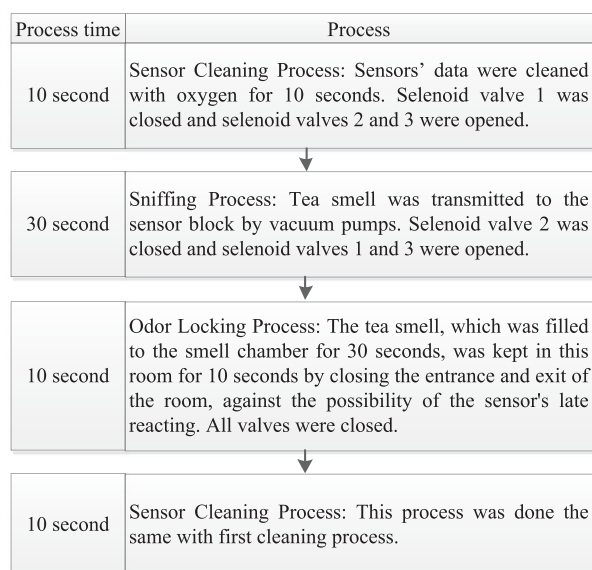 Process time Process
10 second
Sensor Cleaning Process: Sensors’ data were cleaned
with oxygen for 10 seconds. Selenoid valve 1 was
closed and selenoid valves 2 and 3 were opened.
30 second
Sniffing Process: Tea smell was transmitted to the
sensor block by vacuum pumps. Selenoid valve 2 was
closed and selenoid valves 1 and 3 were opened.
10 second
Odor Locking Process: The tea smell, which was filled
to the smell chamber for 30 seconds, was kept in this
room for 10 seconds by closing the entrance and exit of
the room, against the possibility of the sensor's late
reacting. All valves were closed.
10 second
Sensor Cleaning Process: This process was done the
same with first cleaning process.